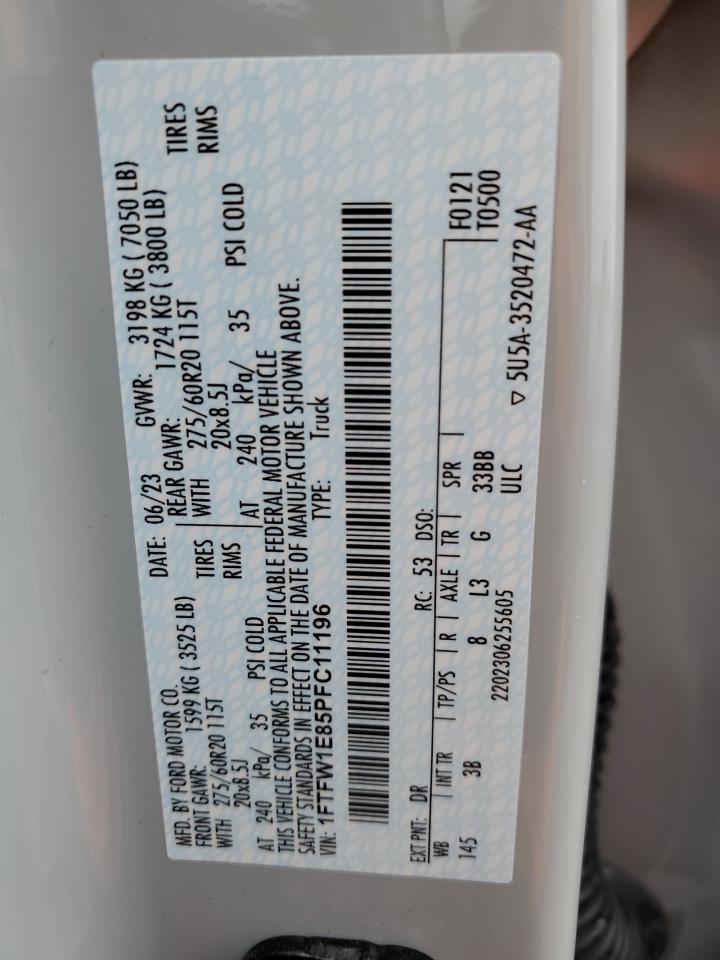 MFD. BY FORD MOTOR CO.
DATE: 06/23 GVWR: 3198 KG ( 7050 LB)
FRONT GAWR: 1599 KG ( 3525 LB) REAR GAWR: 1724 KG ( 3800 LB)
WITH 275/60R20 115T TIRES WITH 275/60R20 115T TIRES
20x8.5J RIMS 20x8.5J RIMS
AT 240 kPa/ 35 PSI COLD AT 240 kPa/ 35 PSI COLD
THIS VEHICLE CONFORMS TO ALL APPLICABLE FEDERAL MOTOR VEHICLE
SAFETY STANDARDS IN EFFECT ON THE DATE OF MANUFACTURE SHOWN ABOVE.
VIN: 1FTFW1E85PFC11196 TYPE: Truck
EXT PNT: DR RC: 53 DSO:
WB INT TR TP/PS R AXLE TR SPR F0121
145 3B 8 L3 G 33BB T0500
2202306255605 ULC
▽ 5U5A-3520472-AA